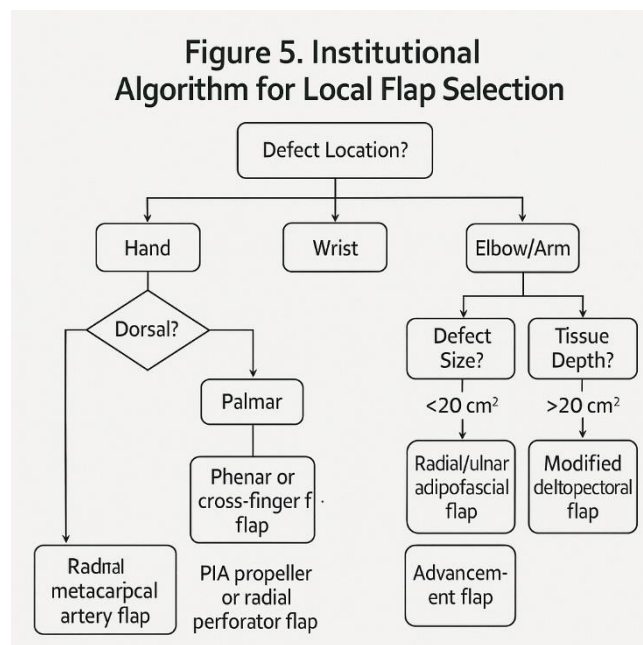 Figure 5. Institutional
Algorithm for Local Flap Selection
Defect Location?
Hand
Wrist
Elbow/Arm
Dorsal?
Defect
Size?
Tissue
Depth?
Palmar
<20 cm²
>20 cm²
Phenar or
cross-finger f
flap
Radial/ulnar
adipofascial
flap
Modified
deltopectoral
flap
metacarpcal
artery flap
PIA propeller
or radial
perforator flap
Advancem-
ent flap